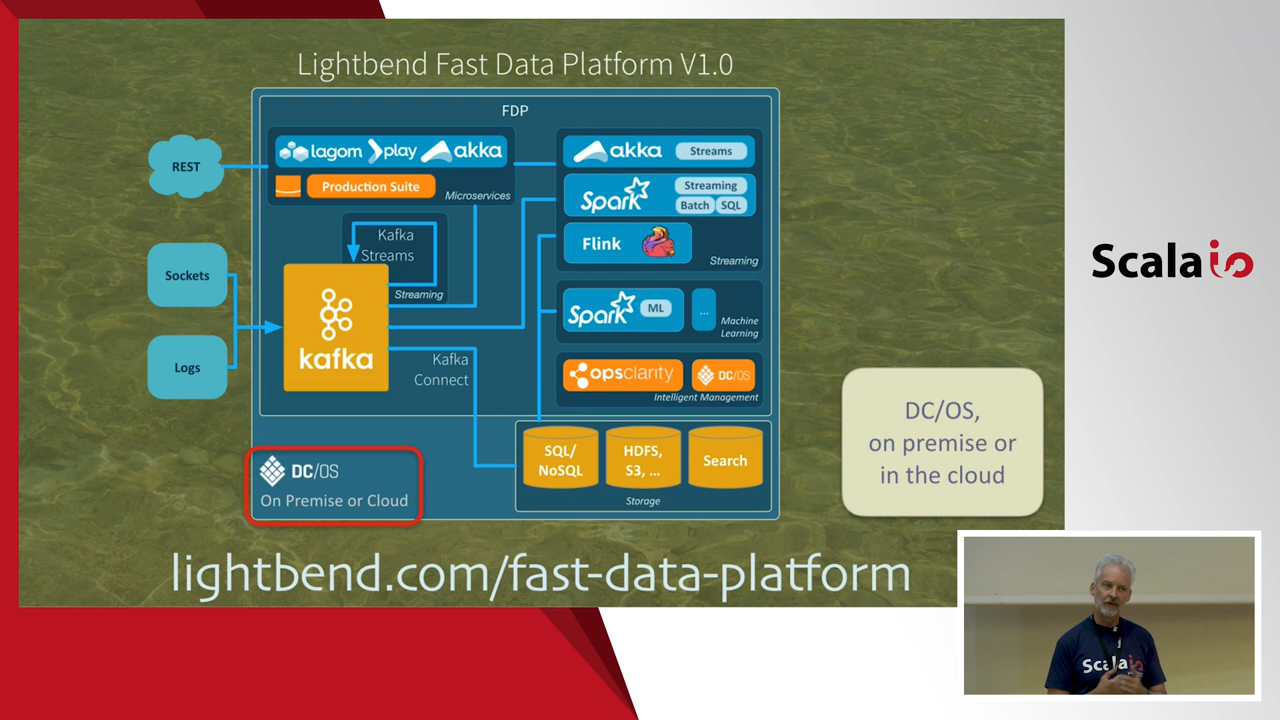 Lightbend Fast Data Platform V1.0
FDP
REST
lagom play akka
Production Suite
Microservices
akka Streams
Spark Streaming
Batch SQL
Flink
Streaming
Kafka
Streams
Streaming
Sockets
Logs
kafka
Kafka
Connect
Spark ML ...
Machine
Learning
opsclarity DC/OS
Intelligent Management
SQL/
NoSQL
HDFS,
S3, ...
Search
Storage
DC/OS
On Premise or Cloud
DC/OS,
on premise or
in the cloud
lightbend.com/fast-data-platform
Scala io
Scala io